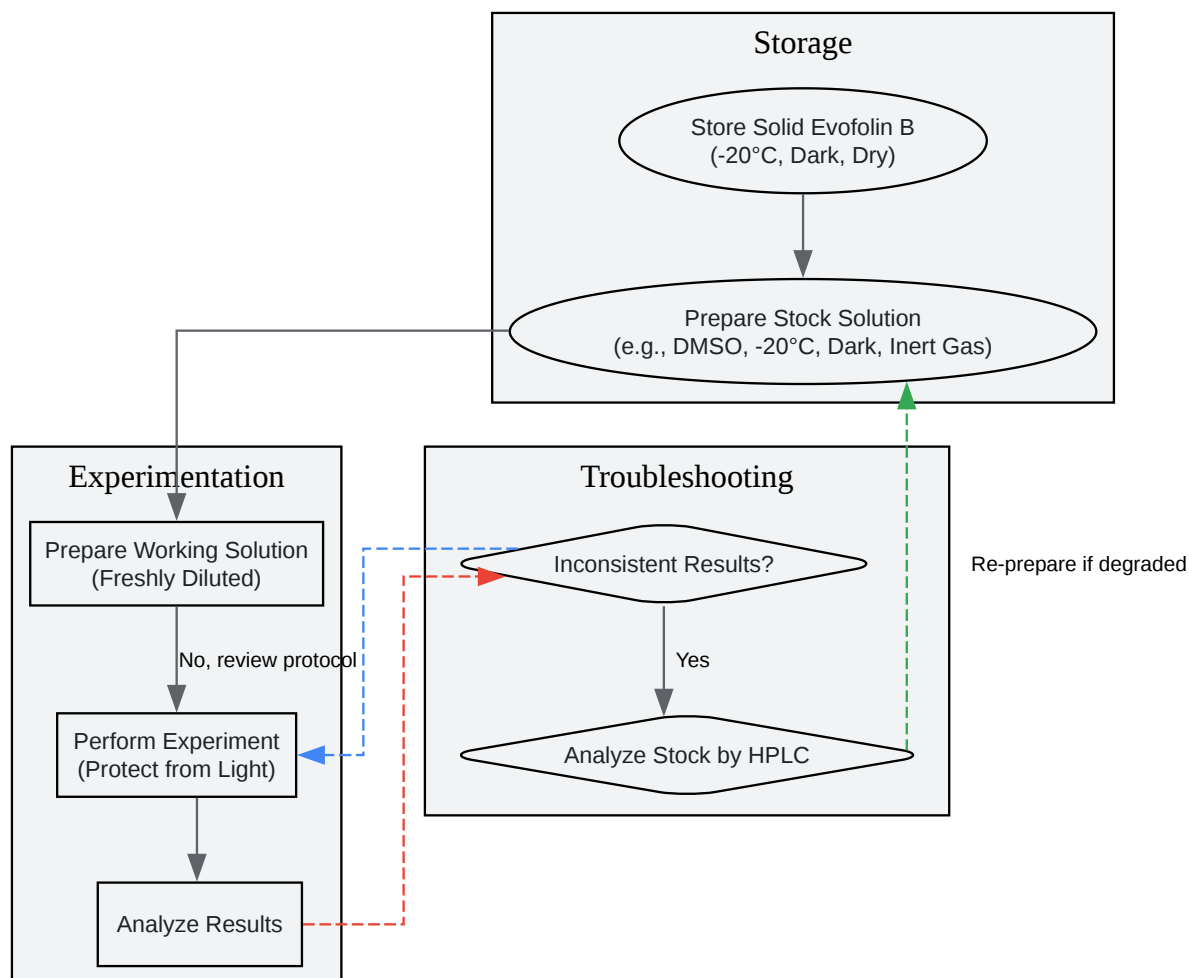 Storage
Store Solid Evofolin B
(-20°C, Dark, Dry)
Prepare Stock Solution
(e.g., DMSO, -20°C, Dark, Inert Gas)
Experimentation
Prepare Working Solution
(Freshly Diluted)
No, review protocol
Perform Experiment
(Protect from Light)
Analyze Results
Troubleshooting
Inconsistent Results?
Yes
Analyze Stock by HPLC
Re-prepare if degraded